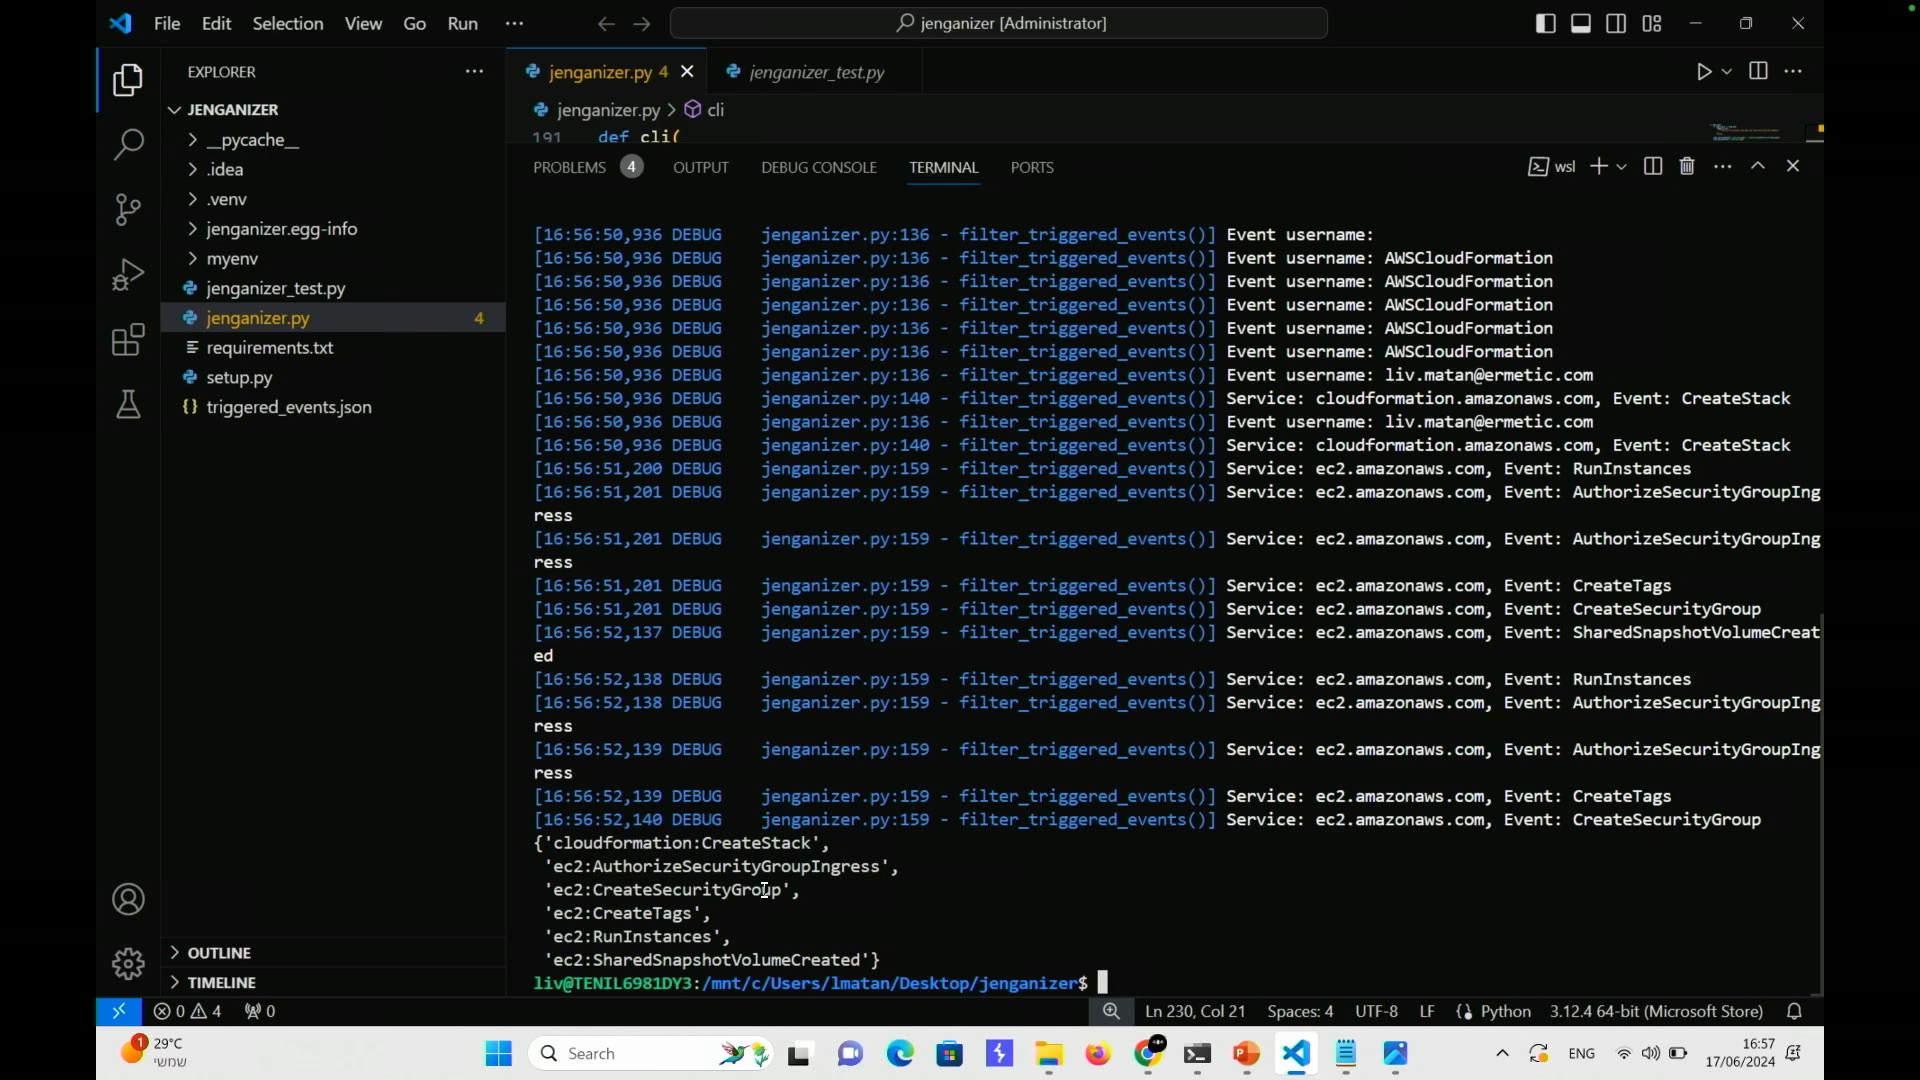 File Edit Selection View Go Run ···
jenganizer [Administrator]
EXPLORER
jenganizer.py 4
jenganizer_test.py
JENGANIZER
jenganizer.py > cli
191 def cli(
__pycache__
.idea
.venv
jenganizer.egg-info
myenv
jenganizer_test.py
jenganizer.py 4
requirements.txt
setup.py
{} triggered_events.json
OUTLINE
TIMELINE
PROBLEMS 4 OUTPUT DEBUG CONSOLE TERMINAL PORTS
wsl
[16:56:50,936 DEBUG jenganizer.py:136 - filter_triggered_events()] Event username:
[16:56:50,936 DEBUG jenganizer.py:136 - filter_triggered_events()] Event username: AWSCloudFormation
[16:56:50,936 DEBUG jenganizer.py:136 - filter_triggered_events()] Event username: AWSCloudFormation
[16:56:50,936 DEBUG jenganizer.py:136 - filter_triggered_events()] Event username: AWSCloudFormation
[16:56:50,936 DEBUG jenganizer.py:136 - filter_triggered_events()] Event username: AWSCloudFormation
[16:56:50,936 DEBUG jenganizer.py:136 - filter_triggered_events()] Event username: AWSCloudFormation
[16:56:50,936 DEBUG jenganizer.py:136 - filter_triggered_events()] Event username: liv.matan@ermetic.com
[16:56:50,936 DEBUG jenganizer.py:140 - filter_triggered_events()] Service: cloudformation.amazonaws.com, Event: CreateStack
[16:56:50,936 DEBUG jenganizer.py:136 - filter_triggered_events()] Event username: liv.matan@ermetic.com
[16:56:50,936 DEBUG jenganizer.py:140 - filter_triggered_events()] Service: cloudformation.amazonaws.com, Event: CreateStack
[16:56:51,200 DEBUG jenganizer.py:159 - filter_triggered_events()] Service: ec2.amazonaws.com, Event: RunInstances
[16:56:51,201 DEBUG jenganizer.py:159 - filter_triggered_events()] Service: ec2.amazonaws.com, Event: AuthorizeSecurityGroupIng
ress
[16:56:51,201 DEBUG jenganizer.py:159 - filter_triggered_events()] Service: ec2.amazonaws.com, Event: AuthorizeSecurityGroupIng
ress
[16:56:51,201 DEBUG jenganizer.py:159 - filter_triggered_events()] Service: ec2.amazonaws.com, Event: CreateTags
[16:56:51,201 DEBUG jenganizer.py:159 - filter_triggered_events()] Service: ec2.amazonaws.com, Event: CreateSecurityGroup
[16:56:52,137 DEBUG jenganizer.py:159 - filter_triggered_events()] Service: ec2.amazonaws.com, Event: SharedSnapshotVolumeCreat
ed
[16:56:52,138 DEBUG jenganizer.py:159 - filter_triggered_events()] Service: ec2.amazonaws.com, Event: RunInstances
[16:56:52,138 DEBUG jenganizer.py:159 - filter_triggered_events()] Service: ec2.amazonaws.com, Event: AuthorizeSecurityGroupIng
ress
[16:56:52,139 DEBUG jenganizer.py:159 - filter_triggered_events()] Service: ec2.amazonaws.com, Event: AuthorizeSecurityGroupIng
ress
[16:56:52,139 DEBUG jenganizer.py:159 - filter_triggered_events()] Service: ec2.amazonaws.com, Event: CreateTags
[16:56:52,140 DEBUG jenganizer.py:159 - filter_triggered_events()] Service: ec2.amazonaws.com, Event: CreateSecurityGroup
{'cloudformation:CreateStack',
'ec2:AuthorizeSecurityGroupIngress',
'ec2:CreateSecurityGroup',
'ec2:CreateTags',
'ec2:RunInstances',
'ec2:SharedSnapshotVolumeCreated'}
liv@TENIL6981DY3:/mnt/c/Users/lmatan/Desktop/jenganizer$
0 4 0
Ln 230, Col 21 Spaces: 4 UTF-8 LF Python 3.12.4 64-bit (Microsoft Store)
1 29°C
שמשי
Search
ENG
16:57
17/06/2024